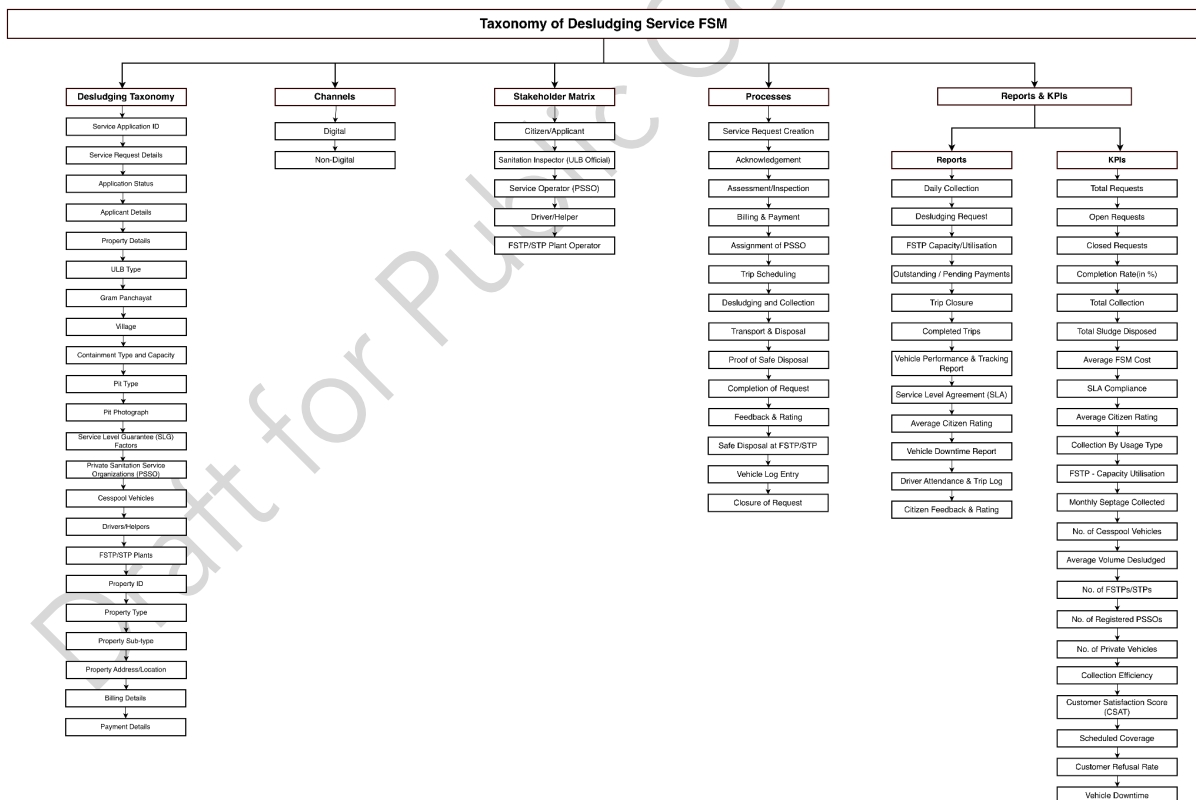 Taxonomy of Desludging Service FSM
Desludging Taxonomy
Service Application ID
Service Request Details
Application Status
Applicant Details
Property Details
ULB Type
Gram Panchayat
Village
Containment Type and Capacity
Pit Type
Pit Photograph
Service Level Guarantee (SLG)
Factors
Private Sanitation Service
Organizations (PSSO)
Cesspool Vehicles
Drivers/Helpers
FSTP/STP Plants
Property ID
Property Type
Property Sub-type
Property Address/Location
Billing Details
Payment Details
Channels
Digital
Non-Digital
Stakeholder Matrix
Citizen/Applicant
Sanitation Inspector (ULB Official)
Service Operator (PSSO)
Driver/Helper
FSTP/STP Plant Operator
Processes
Service Request Creation
Acknowledgement
Assessment/Inspection
Billing & Payment
Assignment of PSSO
Trip Scheduling
Desludging and Collection
Transport & Disposal
Proof of Safe Disposal
Completion of Request
Feedback & Rating
Safe Disposal at FSTP/STP
Vehicle Log Entry
Closure of Request
Reports & KPIs
Reports
Daily Collection
Desludging Request
FSTP Capacity/Utilisation
Outstanding / Pending Payments
Trip Closure
Completed Trips
Vehicle Performance & Tracking
Report
Service Level Agreement (SLA)
Average Citizen Rating
Vehicle Downtime Report
Driver Attendance & Trip Log
Citizen Feedback & Rating
KPIs
Total Requests
Open Requests
Closed Requests
Completion Rate(in %)
Total Collection
Total Sludge Disposed
Average FSM Cost
SLA Compliance
Average Citizen Rating
Collection By Usage Type
FSTP - Capacity Utilisation
Monthly Septage Collected
No. of Cesspool Vehicles
Average Volume Desludged
No. of FSTPs/STPs
No. of Registered PSSOs
No. of Private Vehicles
Collection Efficiency
Customer Satisfaction Score
(CSAT)
Scheduled Coverage
Customer Refusal Rate
Vehicle Downtime
Draft for Public